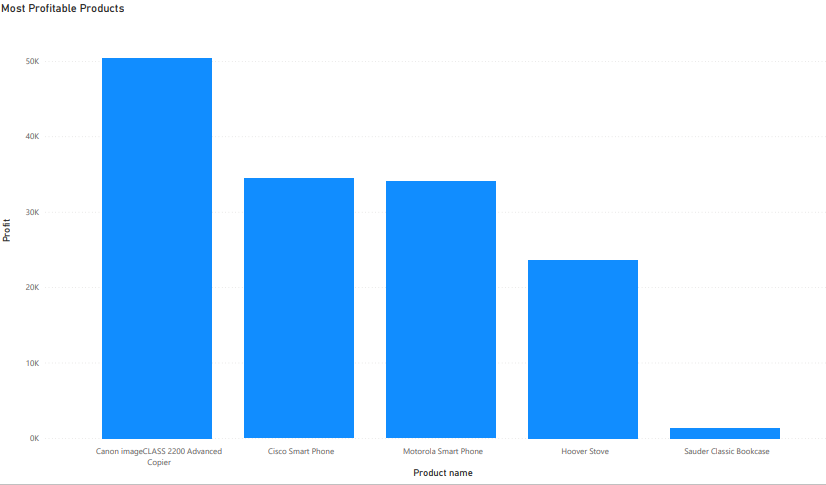 Most Profitable Products
50K
40K
30K
20K
10K
0K
Profit
Canon imageCLASS 2200 Advanced
Copier
Cisco Smart Phone
Motorola Smart Phone
Hoover Stove
Sauder Classic Bookcase
Product name